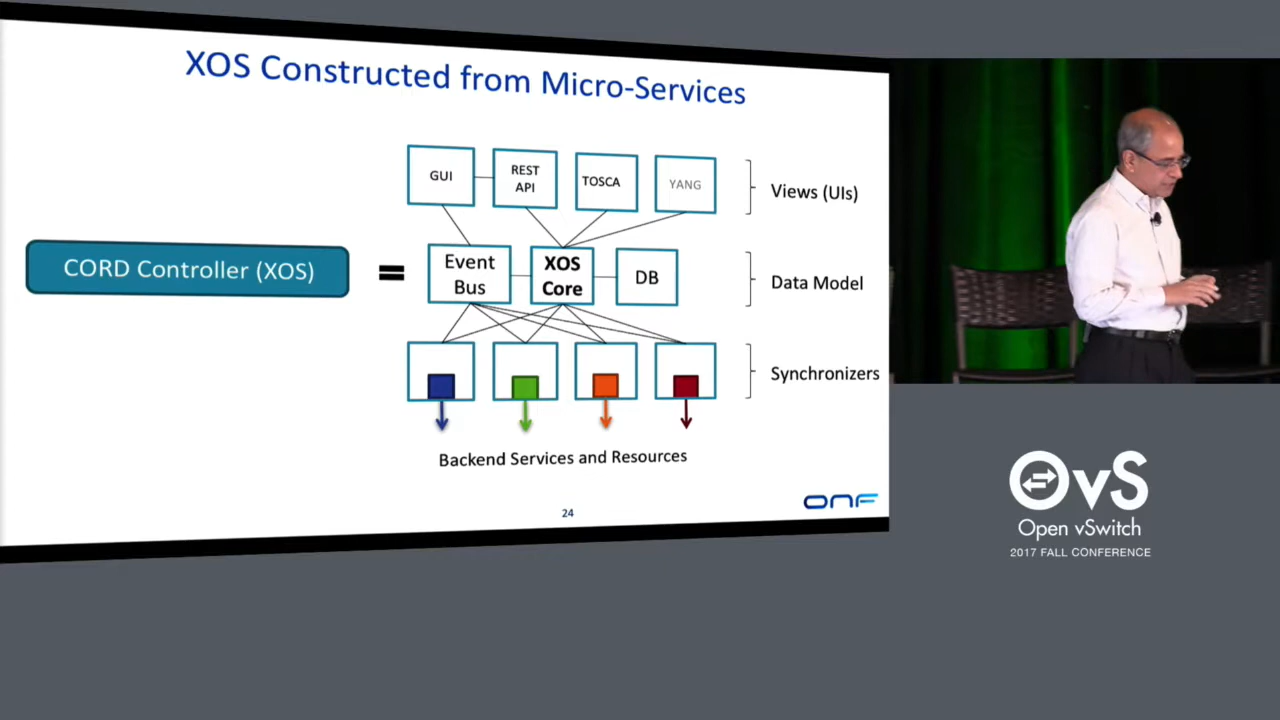 XOS Constructed from Micro-Services
GUI
REST
API
TOSCA
YANG
Views (UIs)
CORD Controller (XOS)
=
Event
Bus
XOS
Core
DB
Data Model
Synchronizers
Backend Services and Resources
24
ONF
OvS
Open vSwitch
2017 FALL CONFERENCE